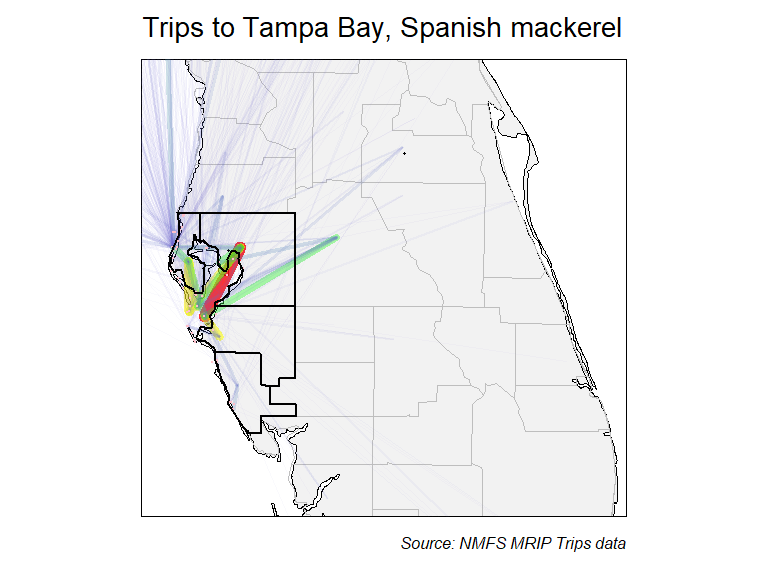 Trips to Tampa Bay, Spanish mackerel
Source: NMFS MRIP Trips data